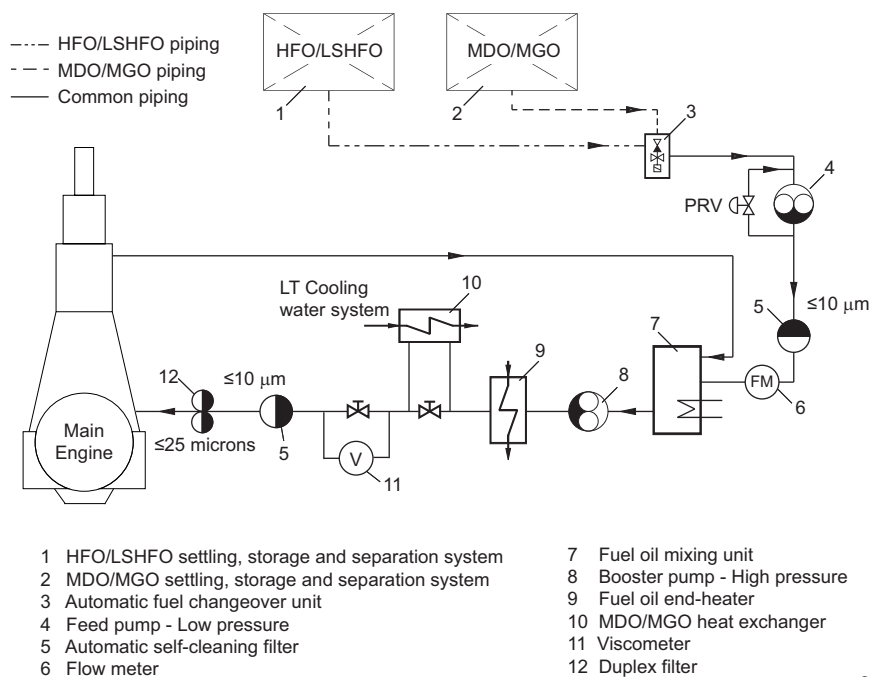 HFO/LSHFO piping
MDO/MGO piping
Common piping
HFO/LSHFO
MDO/MGO
1
2
3
4
PRV
LT Cooling
water system
10
5
≤10 μm
7
9
8
12
≤10 μm
FM
6
Main
Engine
≤25 microns
5
V
11
1 HFO/LSHFO settling, storage and separation system
2 MDO/MGO settling, storage and separation system
3 Automatic fuel changeover unit
4 Feed pump - Low pressure
5 Automatic self-cleaning filter
6 Flow meter
7 Fuel oil mixing unit
8 Booster pump - High pressure
9 Fuel oil end-heater
10 MDO/MGO heat exchanger
11 Viscometer
12 Duplex filter